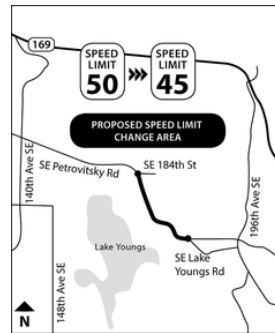 169
SPEED LIMIT 50
SPEED LIMIT 45
PROPOSED SPEED LIMIT
CHANGE AREA
140th Ave SE
SE Petrovitsky Rd
SE 184th St
196th Ave SE
Lake Youngs
SE Lake
Youngs Rd
148th Ave SE
N